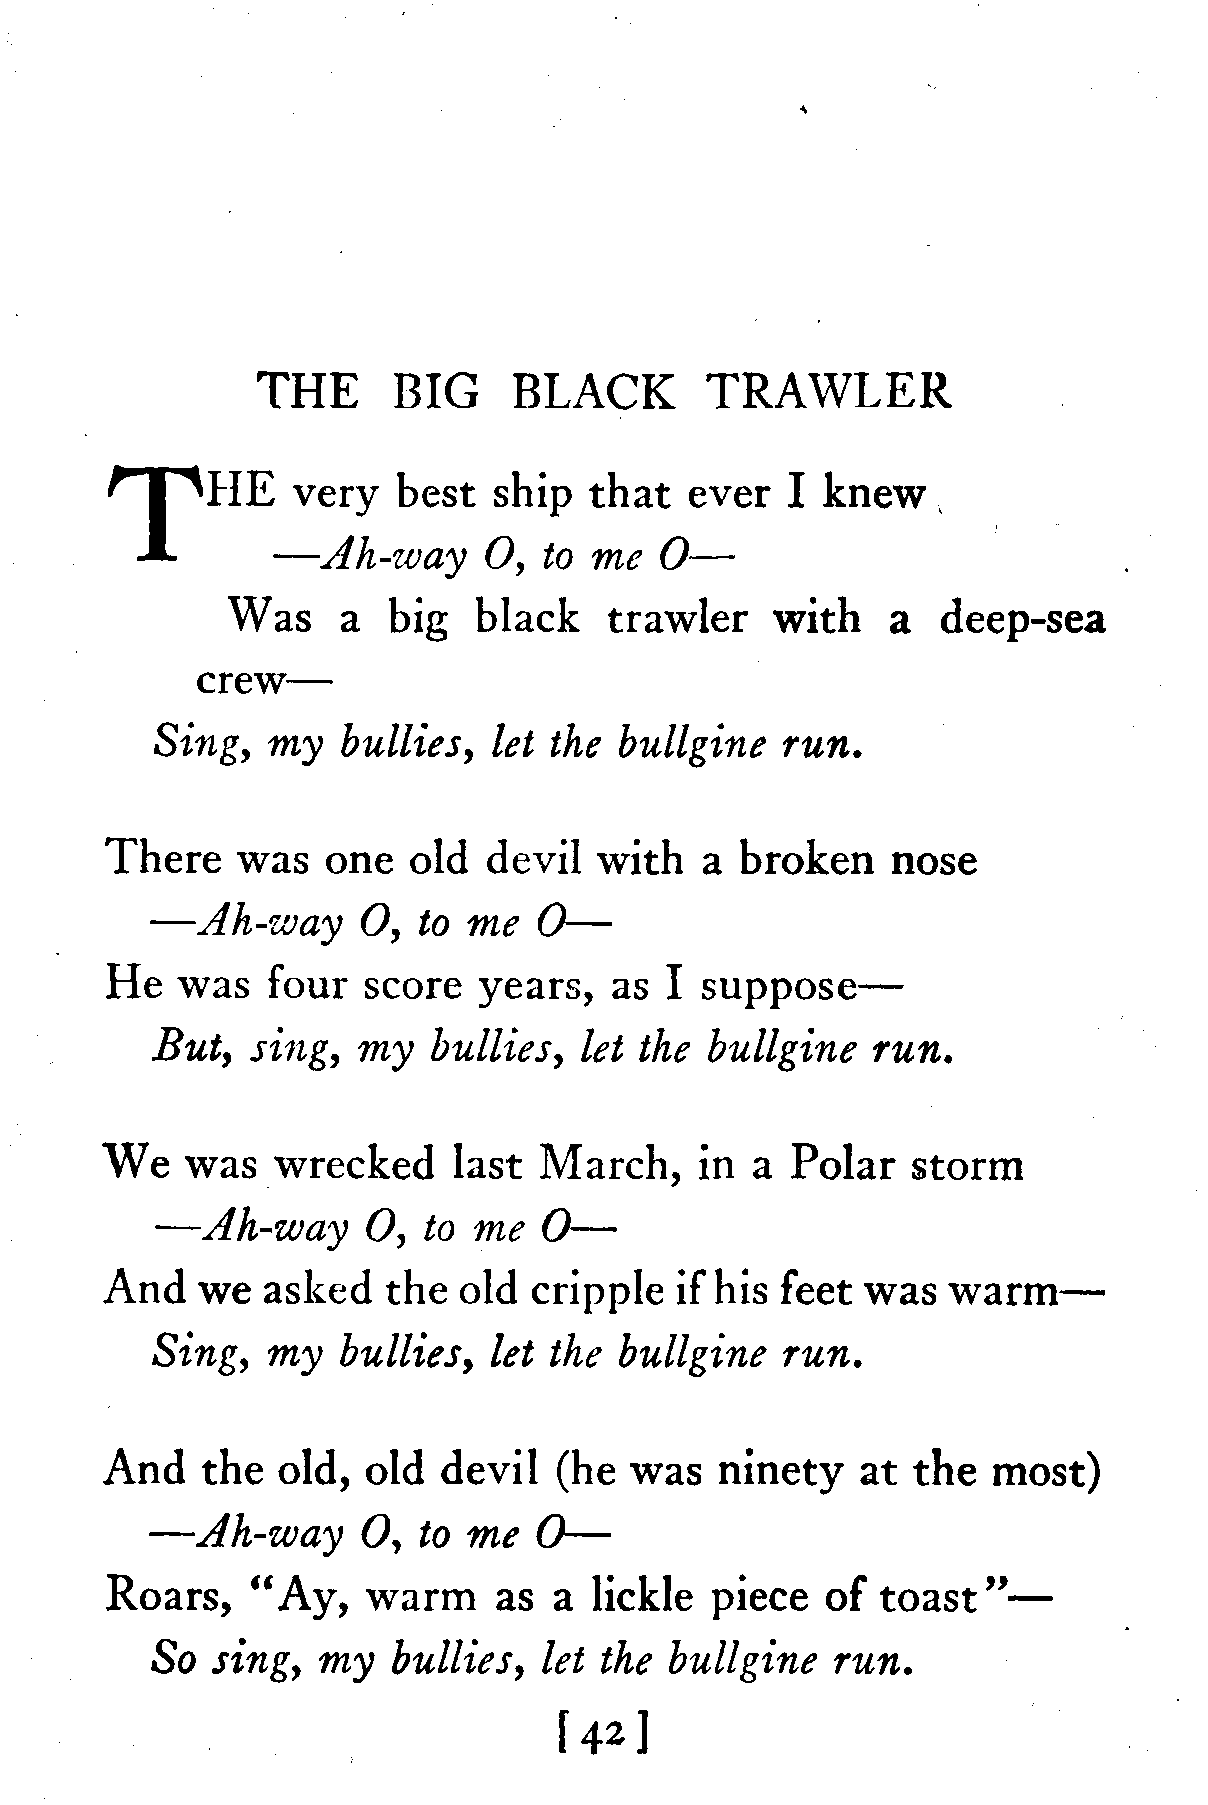 THE BIG BLACK TRAWLER
THE very best ship that ever I knew
—Ah-way O, to me O—
Was a big black trawler with a deep-sea
crew—
Sing, my bullies, let the bullgine run.
There was one old devil with a broken nose
—Ah-way O, to me O—
He was four score years, as I suppose—
But, sing, my bullies, let the bullgine run.
We was wrecked last March, in a Polar storm
—Ah-way O, to me O—
And we asked the old cripple if his feet was warm—
Sing, my bullies, let the bullgine run.
And the old, old devil (he was ninety at the most)
—Ah-way O, to me O—
Roars, “Ay, warm as a lickle piece of toast”—
So sing, my bullies, let the bullgine run.
[ 42 ]